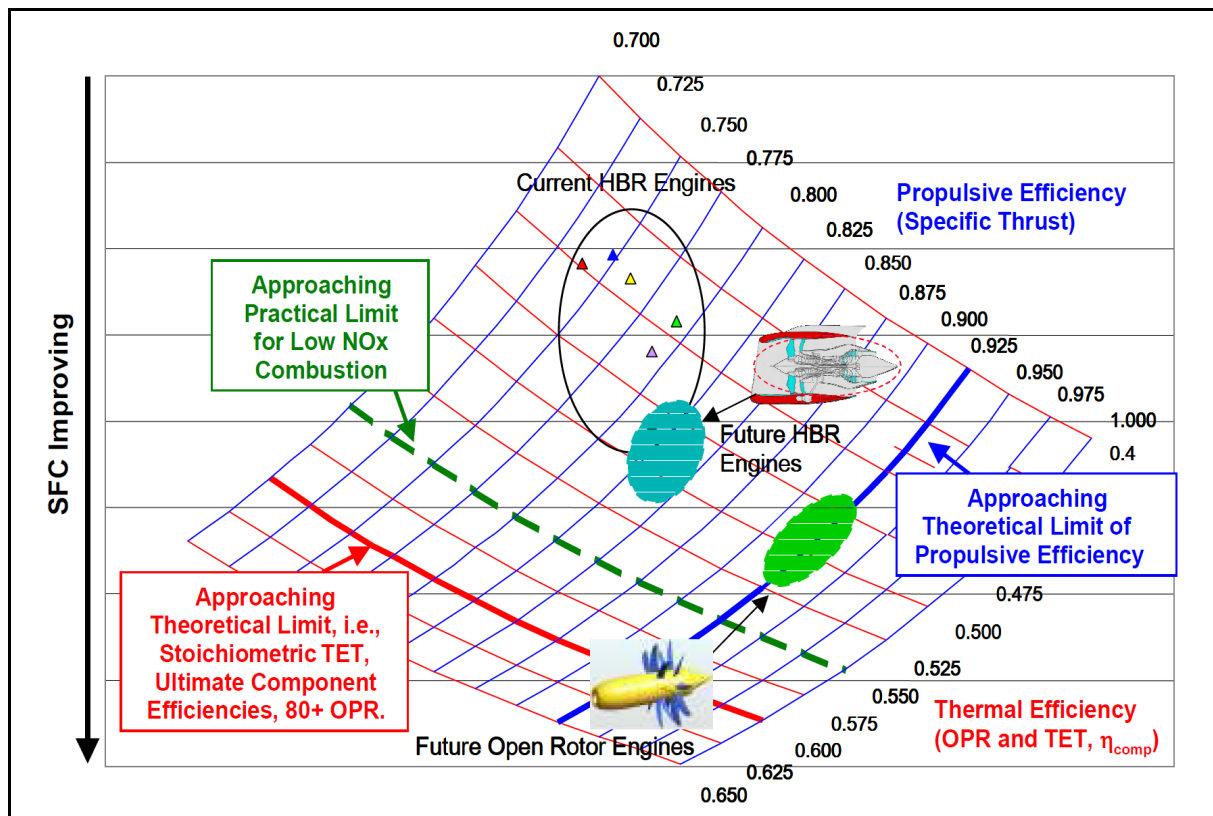 0.700
0.725
0.750
0.775
Current HBR Engines
0.800
Propulsive Efficiency
(Specific Thrust)
0.825
0.850
0.875
0.900
0.925
0.950
0.975
1.000
0.4
SFC Improving
Approaching
Practical Limit
for Low NOx
Combustion
Future HBR
Engines
Approaching
Theoretical Limit of
Propulsive Efficiency
0.475
0.500
0.525
0.550
0.575
0.600
0.625
0.650
Approaching
Theoretical Limit, i.e.,
Stoichiometric TET,
Ultimate Component
Efficiencies, 80+ OPR.
Future Open Rotor Engines
Thermal Efficiency
(OPR and TET, ηcomp)